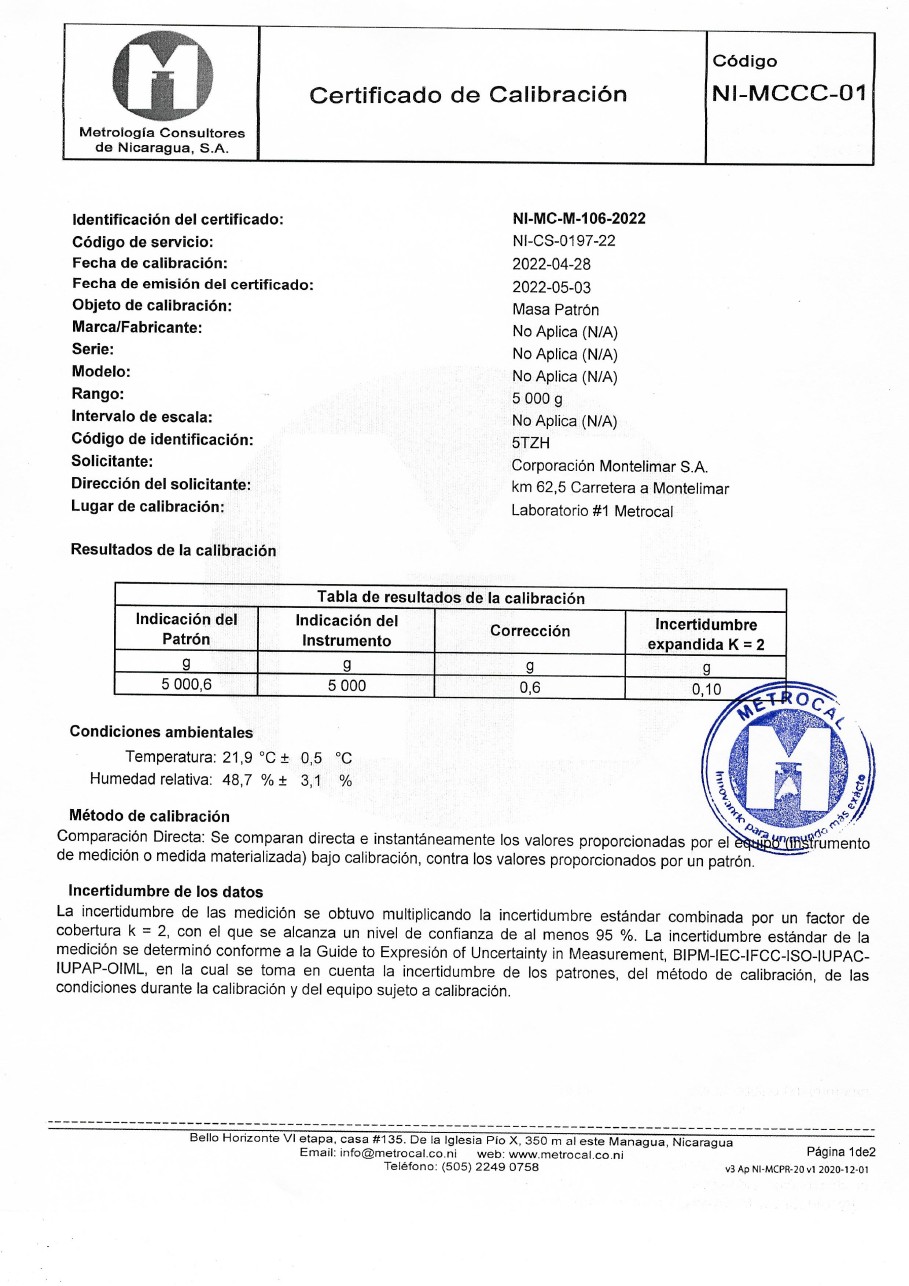 Metrología Consultores
de Nicaragua, S.A.
Certificado de Calibración
Código
NI-MCCC-01
Identificación del certificado: NI-MC-M-106-2022
Código de servicio: NI-CS-0197-22
Fecha de calibración: 2022-04-28
Fecha de emisión del certificado: 2022-05-03
Objeto de calibración: Masa Patrón
Marca/Fabricante: No Aplica (N/A)
Serie: No Aplica (N/A)
Modelo: No Aplica (N/A)
Rango: 5 000 g
Intervalo de escala: No Aplica (N/A)
Código de identificación: 5TZH
Solicitante: Corporación Montelimar S.A.
Dirección del solicitante: km 62,5 Carretera a Montelimar
Lugar de calibración: Laboratorio #1 Metrocal
Resultados de la calibración
Tabla de resultados de la calibración
Indicación del Patrón Indicación del Instrumento Corrección Incertidumbre expandida K = 2
g g g g
5 000,6 5 000 0,6 0,10
METROCAL
Innovando para un mundo más exacto
Condiciones ambientales
Temperatura: 21,9 °C ± 0,5 °C
Humedad relativa: 48,7 % ± 3,1 %
Método de calibración
Comparación Directa: Se comparan directa e instantáneamente los valores proporcionadas por el equipo (instrumento
de medición o medida materializada) bajo calibración, contra los valores proporcionados por un patrón.
Incertidumbre de los datos
La incertidumbre de las medición se obtuvo multiplicando la incertidumbre estándar combinada por un factor de
cobertura k = 2, con el que se alcanza un nivel de confianza de al menos 95 %. La incertidumbre estándar de la
medición se determinó conforme a la Guide to Expresión of Uncertainty in Measurement, BIPM-IEC-IFCC-ISO-IUPAC-
IUPAP-OIML, en la cual se toma en cuenta la incertidumbre de los patrones, del método de calibración, de las
condiciones durante la calibración y del equipo sujeto a calibración.
Bello Horizonte VI etapa, casa #135. De la Iglesia Pío X, 350 m al este Managua, Nicaragua
Email: info@metrocal.co.ni web: www.metrocal.co.ni
Teléfono: (505) 2249 0758
Página 1de2
v3 Ap NI-MCPR-20 v1 2020-12-01